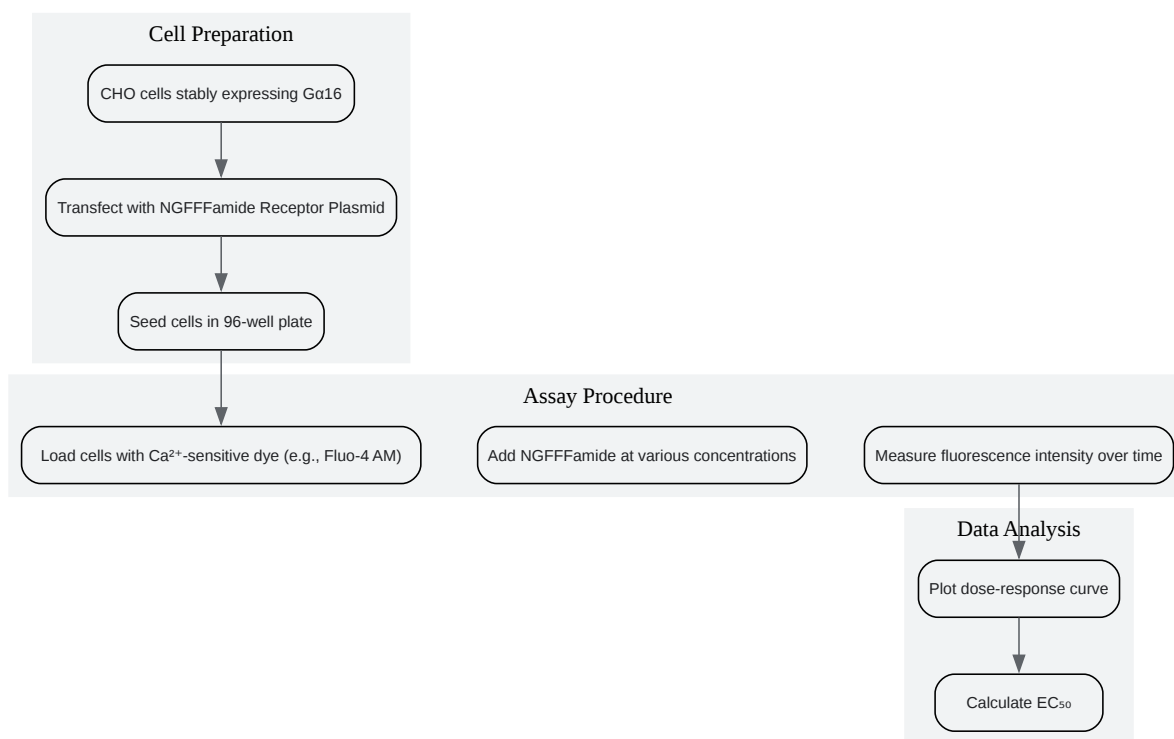 Cell Preparation
CHO cells stably expressing Gα16
Transfect with NGFFFamide Receptor Plasmid
Seed cells in 96-well plate
Assay Procedure
Load cells with Ca²⁺-sensitive dye (e.g., Fluo-4 AM)
Add NGFFFamide at various concentrations
Measure fluorescence intensity over time
Data Analysis
Plot dose-response curve
Calculate EC₅₀